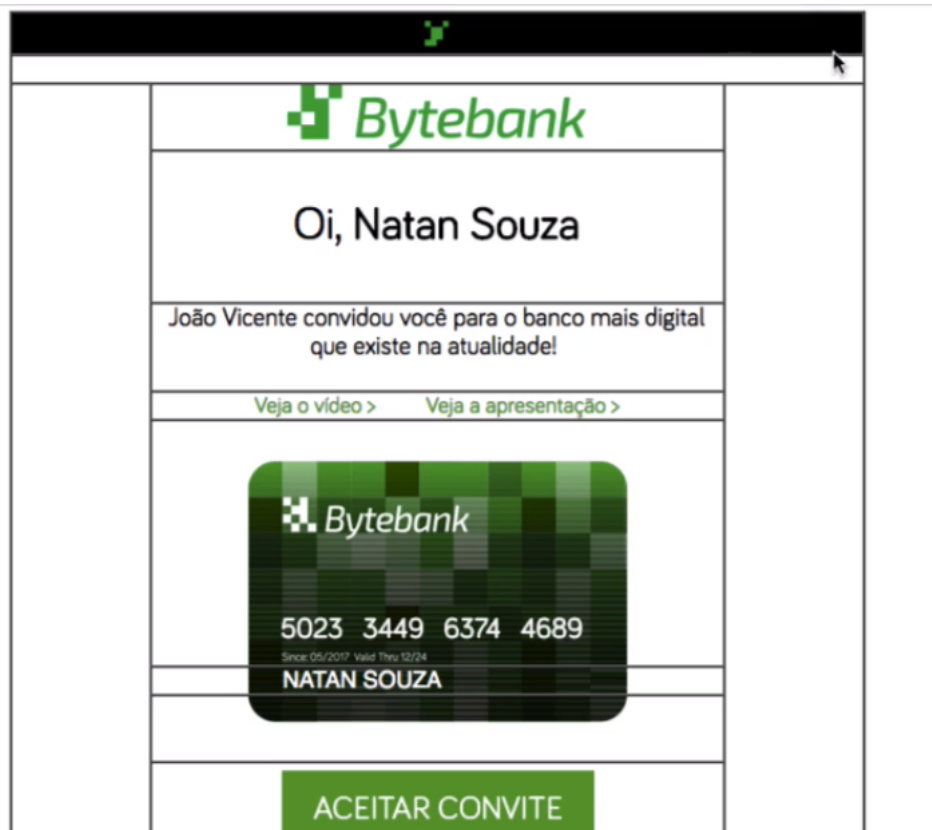 Bytebank
Oi, Natan Souza
João Vicente convidou você para o banco mais digital
que existe na atualidade!
Veja o vídeo > Veja a apresentação >
Bytebank
5023 3449 6374 4689
Since: 05/2017 Valid Thru 12/24
NATAN SOUZA
ACEITAR CONVITE